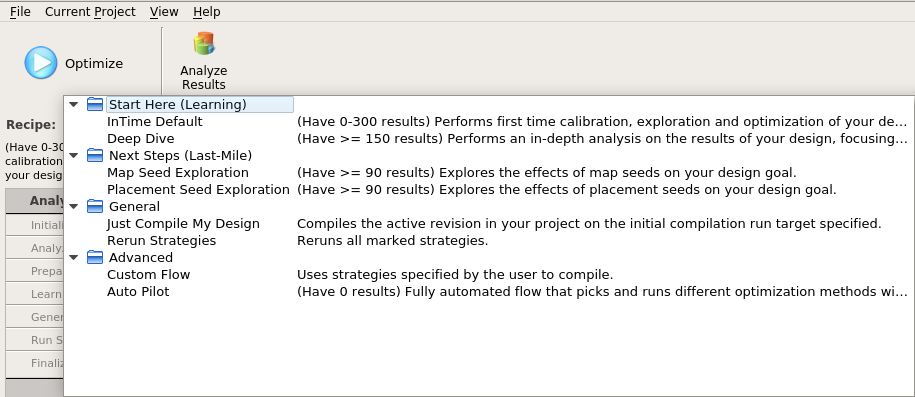 File Current Project View Help
Optimize
Analyze
Results
Recipe:
(Have 0-30
calibration
your desig
Start Here (Learning)
InTime Default (Have 0-300 results) Performs first time calibration, exploration and optimization of your de...
Deep Dive (Have >= 150 results) Performs an in-depth analysis on the results of your design, focusing...
Next Steps (Last-Mile)
Map Seed Exploration (Have >= 90 results) Explores the effects of map seeds on your design goal.
Placement Seed Exploration (Have >= 90 results) Explores the effects of placement seeds on your design goal.
General
Just Compile My Design Compiles the active revision in your project on the initial compilation run target specified.
Rerun Strategies Reruns all marked strategies.
Advanced
Custom Flow Uses strategies specified by the user to compile.
Auto Pilot (Have 0 results) Fully automated flow that picks and runs different optimization methods wi...
Analy
Initiali
Analyz
Prepa
Learn
Gener
Run S
Finaliz